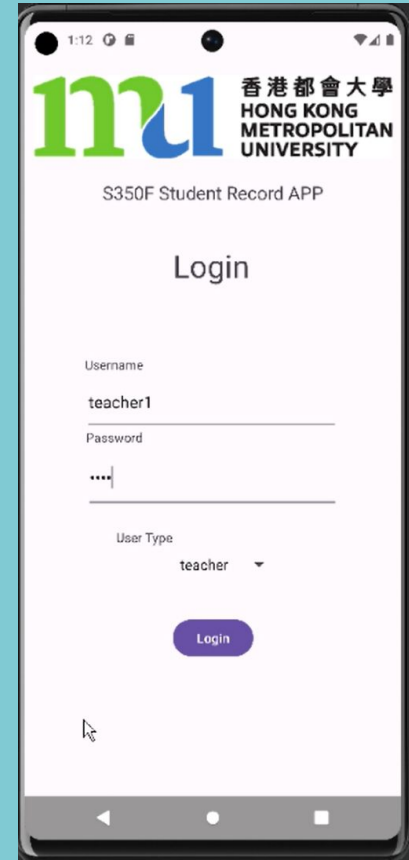 1:12
香港都會大學
HONG KONG
METROPOLITAN
UNIVERSITY
S350F Student Record APP
Login
Username
teacher1
Password
••••
User Type
teacher
Login